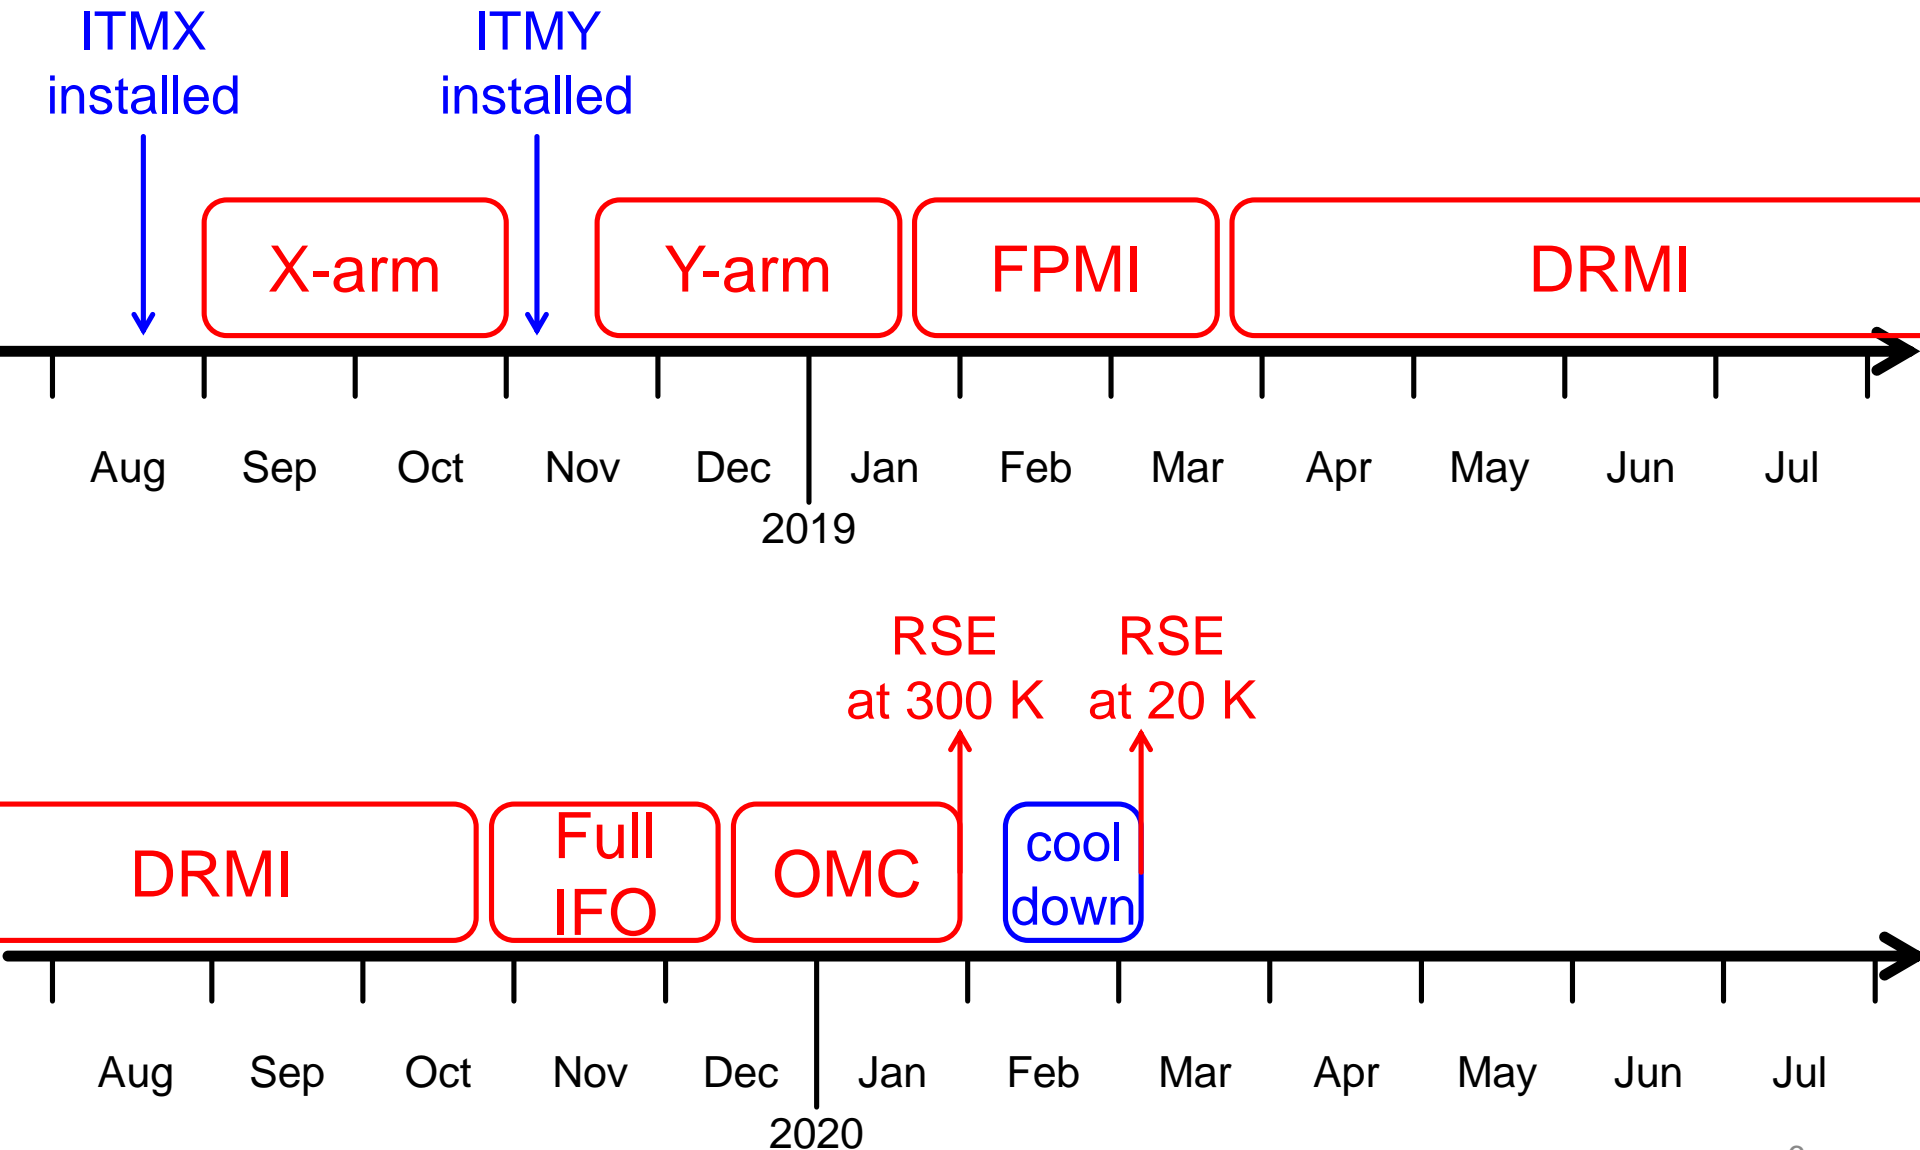 ITMX
installed
ITMY
installed
X-arm
Y-arm
FPMI
DRMI
Aug Sep Oct Nov Dec Jan Feb Mar Apr May Jun Jul
2019
RSE
at 300 K
RSE
at 20 K
DRMI
Full
IFO
OMC
cool
down
Aug Sep Oct Nov Dec Jan Feb Mar Apr May Jun Jul
2020